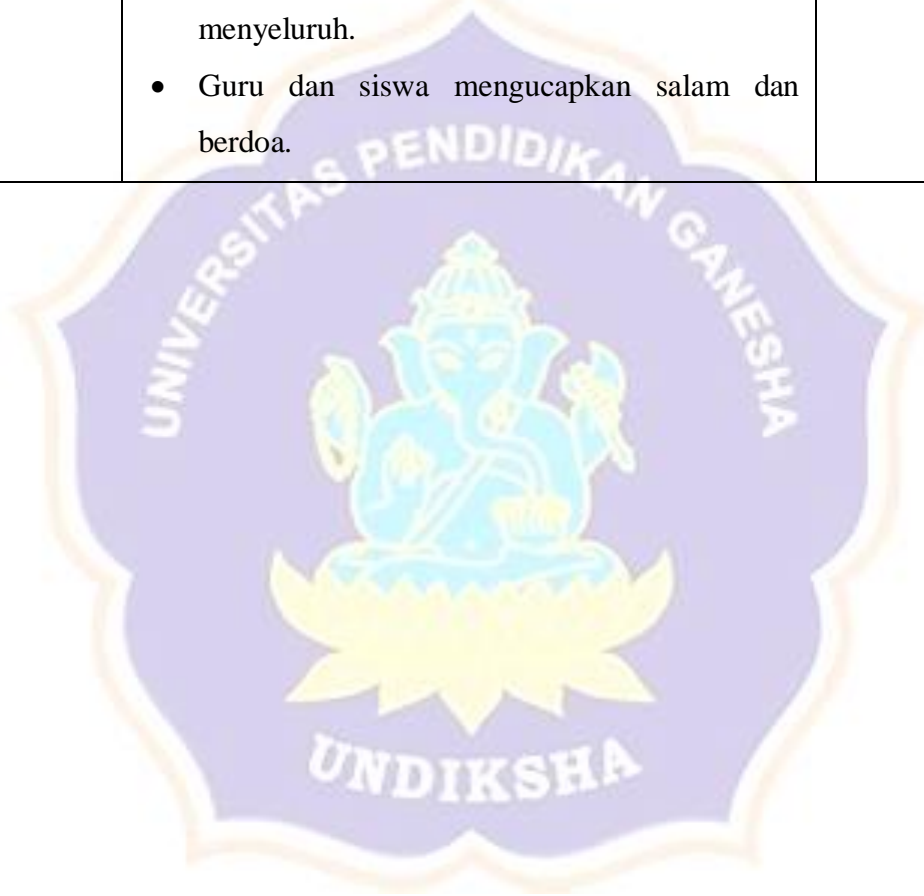 menyeluruh.
• Guru dan siswa mengucapkan salam dan
berdoa.
UNIVERSITAS PENDIDIKAN GANESHA
UNDIKSHA